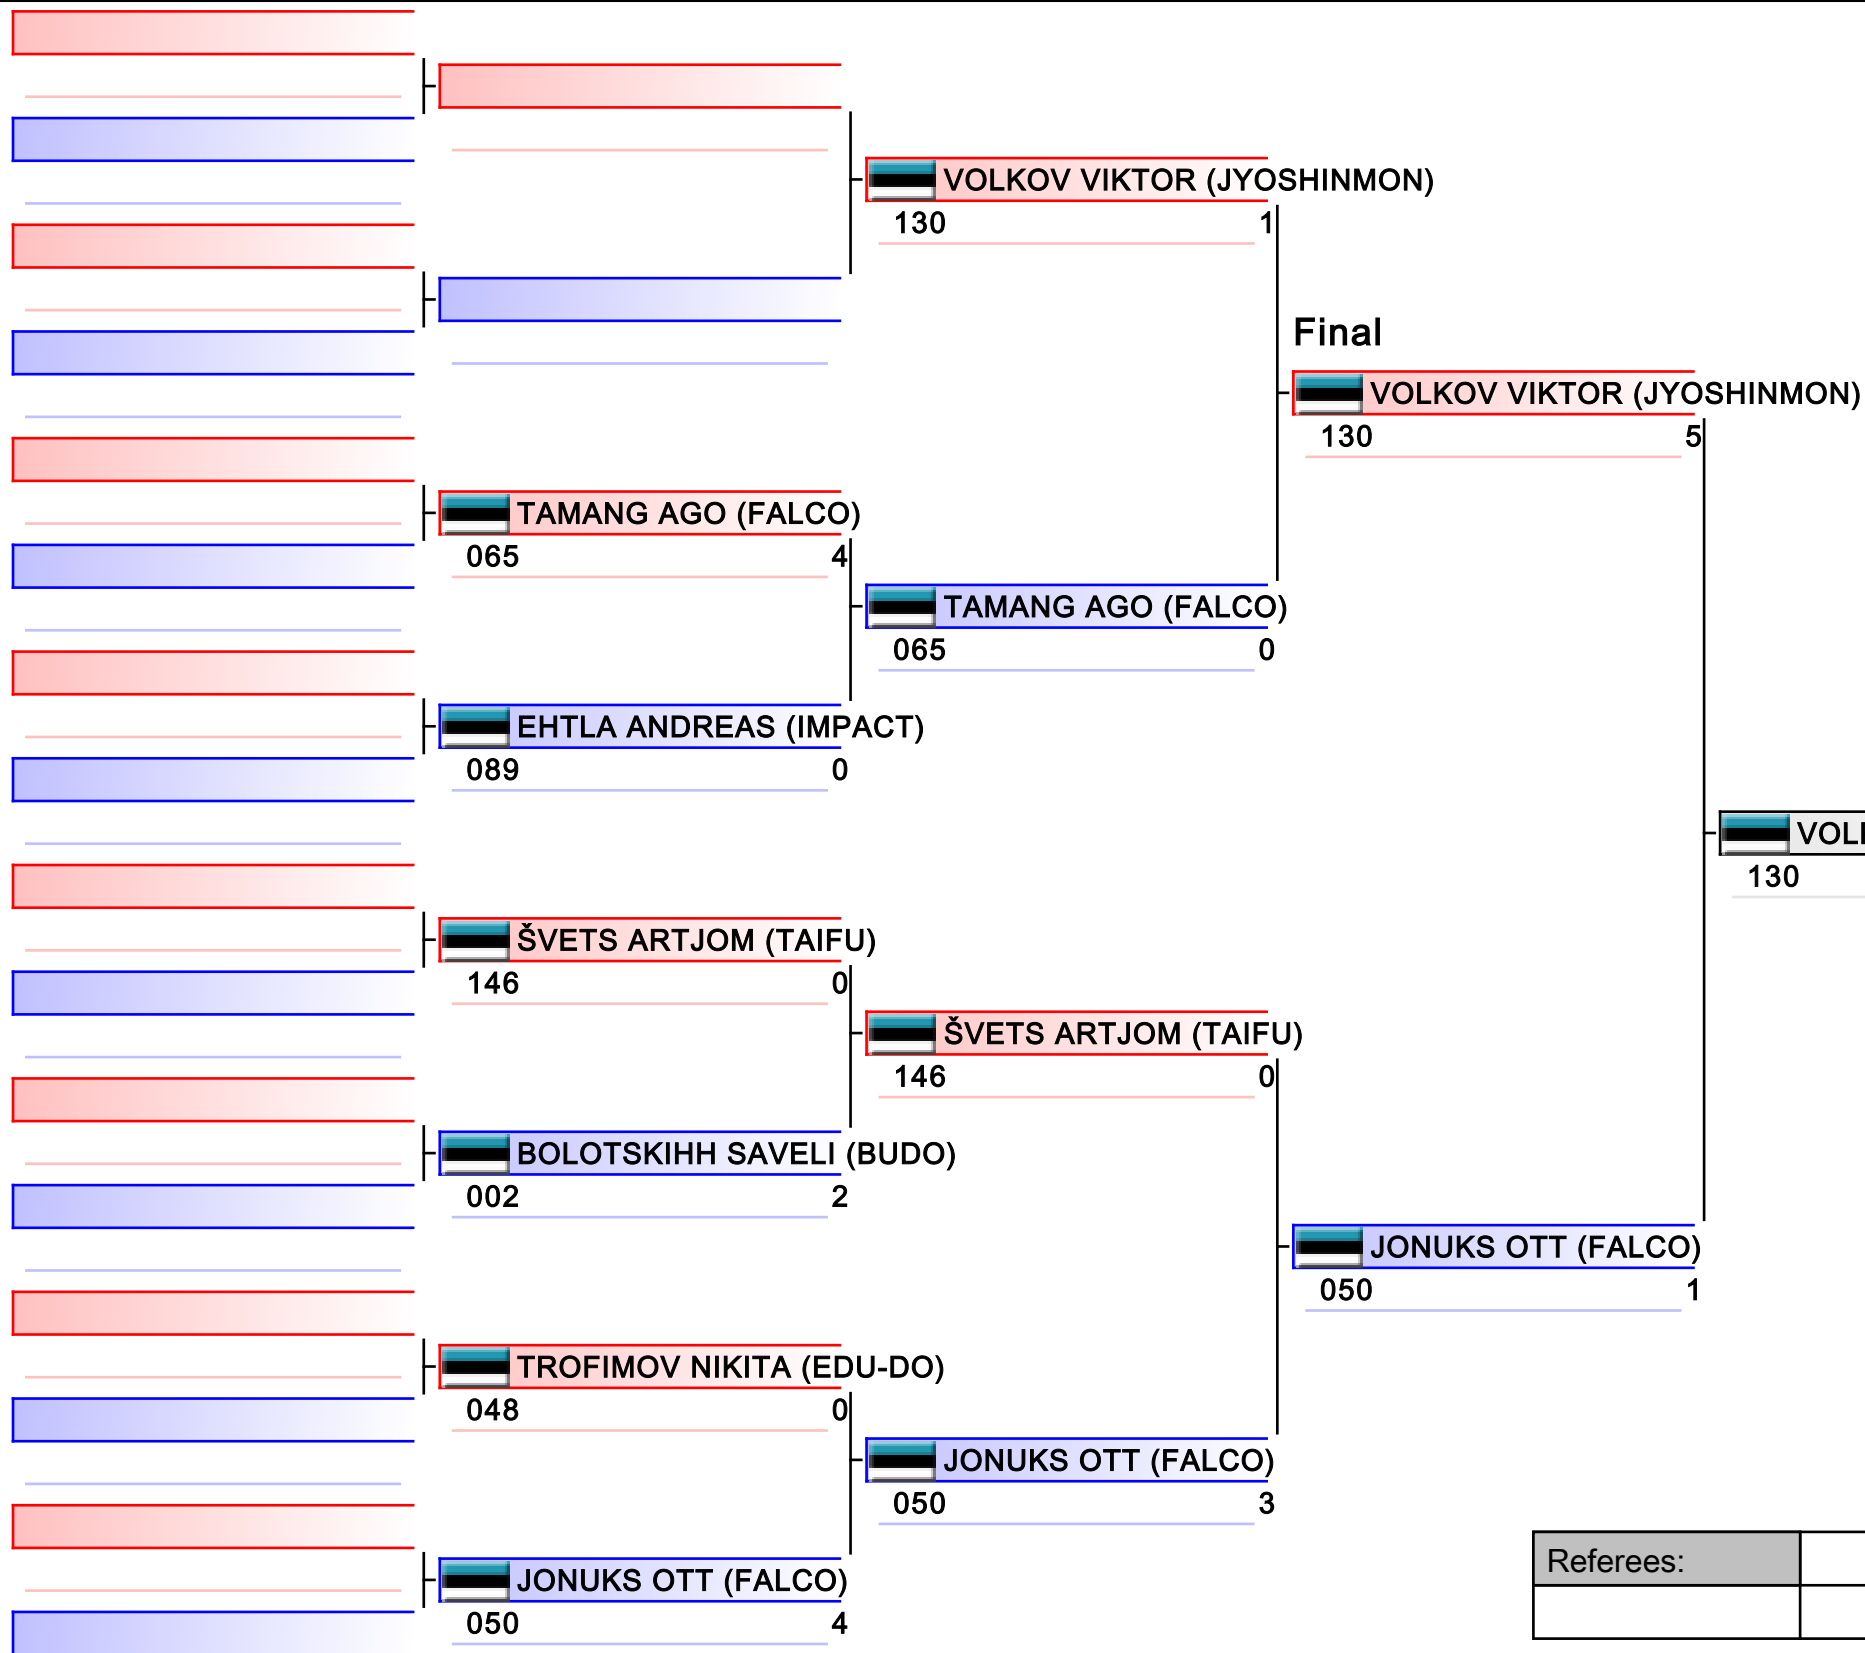 VOLKOV VIKTOR (JYOSHINMON)
130 1
Final
VOLKOV VIKTOR (JYOSHINMON)
130 5
TAMANG AGO (FALCO)
065 4
TAMANG AGO (FALCO)
065 0
EHTLA ANDREAS (IMPACT)
089 0
130
ŠVETS ARTJOM (TAIFU)
146 0
ŠVETS ARTJOM (TAIFU)
146 0
BOLOTSKIHH SAVELI (BUDO)
002 2
JONUKS OTT (FALCO)
050 1
TROFIMOV NIKITA (EDU-DO)
048 0
JONUKS OTT (FALCO)
050 3
Referees:
JONUKS OTT (FALCO)
050 4